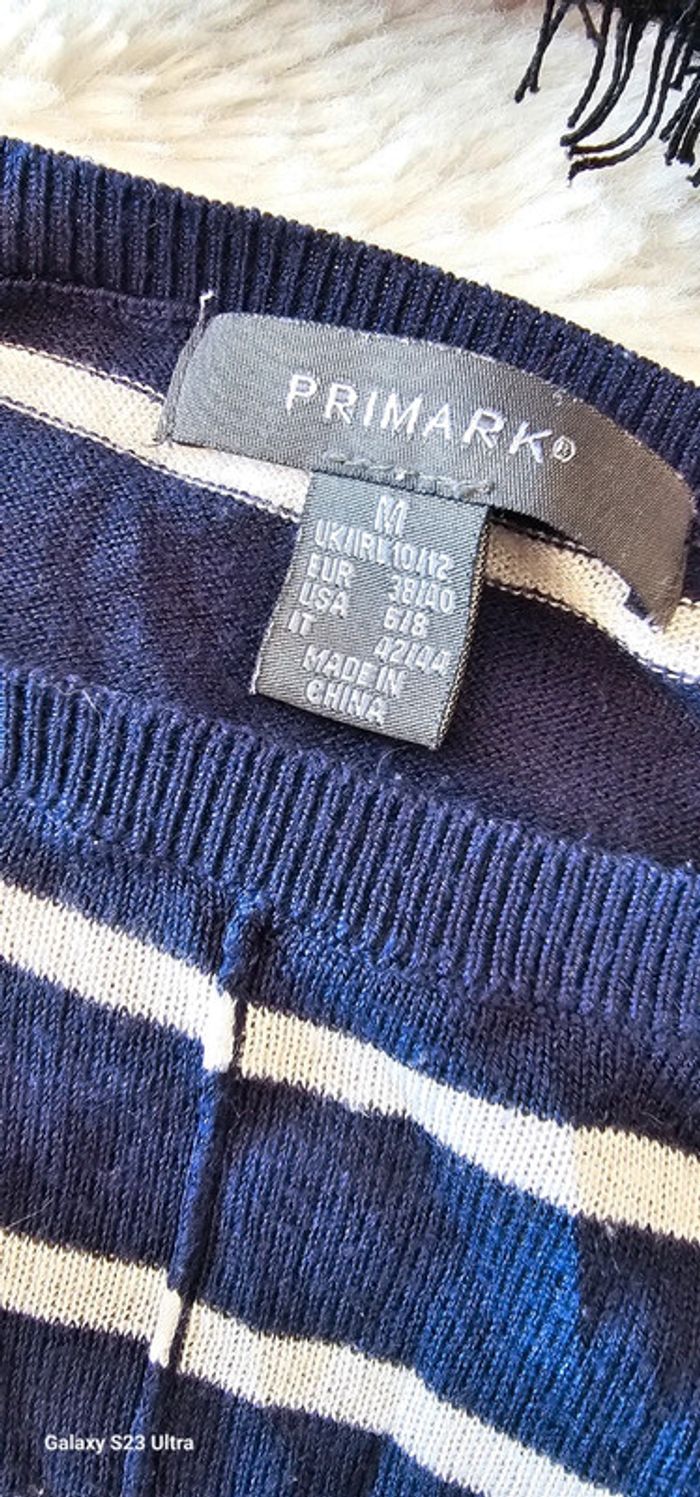 PRIMARK®
M
UK/IRL 10/12
EUR 38/40
USA 6/8
IT 42/44
MADE IN
CHINA
Galaxy S23 Ultra